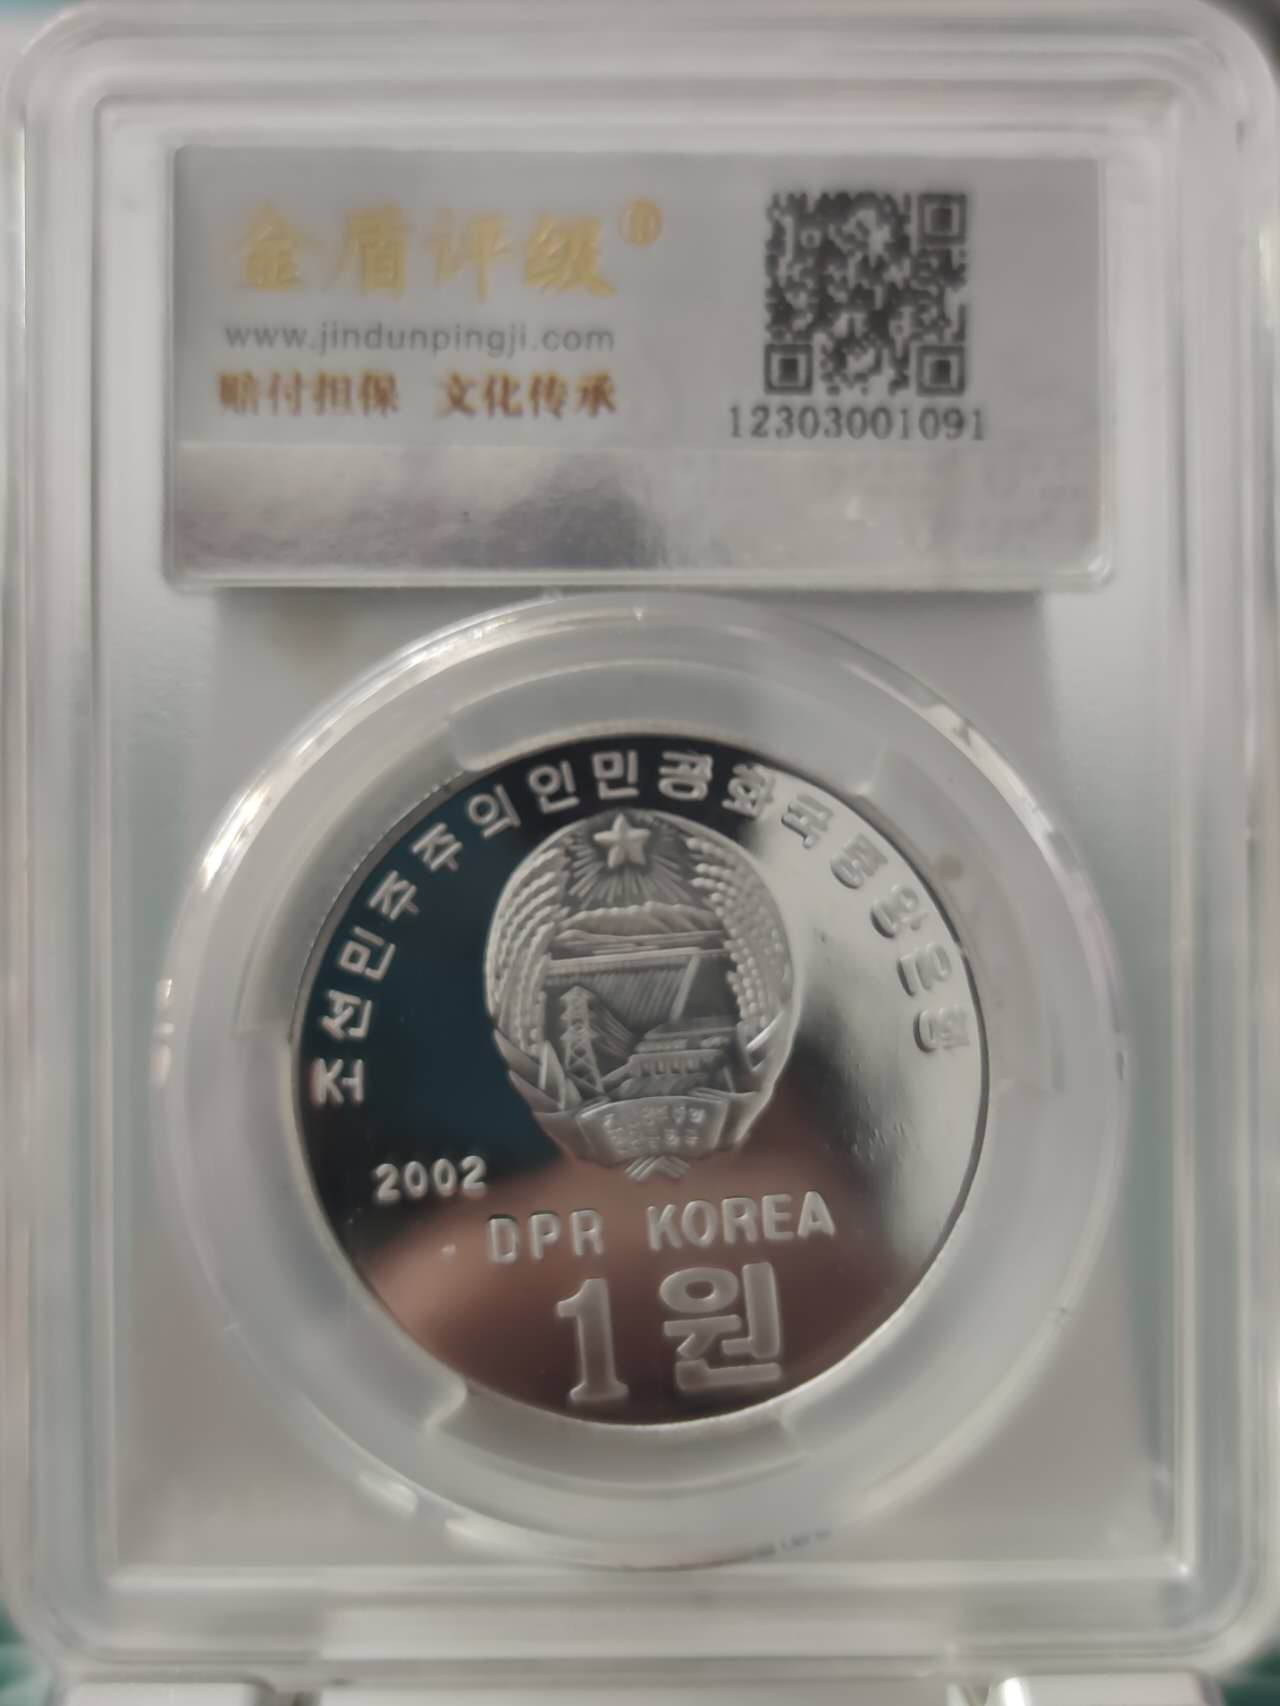 金盾评级®
www.jindunpingji.com
赔付担保 文化传承
12303001091
조선민주주의인민공화국중앙은행
2002
DPR KOREA
1원